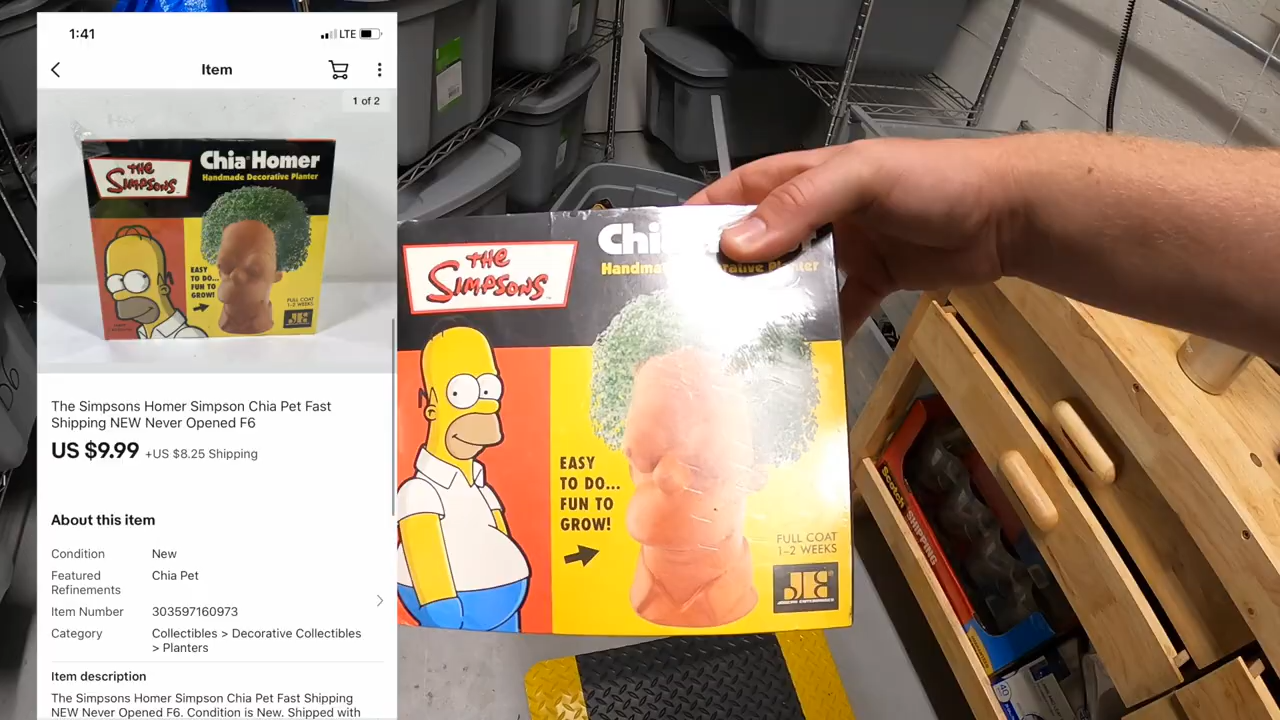 1:41
LTE
Item
1 of 2
THE
SIMPSONS
Chia Homer
Handmade Decorative Planter
EASY
TO DO...
FUN TO
GROW!
FULL COAT
1-2 WEEKS
The Simpsons Homer Simpson Chia Pet Fast
Shipping NEW Never Opened F6
US $9.99 +US $8.25 Shipping
About this item
Condition New
Featured Chia Pet
Refinements
Item Number 303597160973
Category Collectibles > Decorative Collectibles
> Planters
Item description
The Simpsons Homer Simpson Chia Pet Fast Shipping
NEW Never Opened F6. Condition is New. Shipped with
THE
SIMPSONS
EASY
TO DO...
FUN TO
GROW!
FULL COAT
1-2 WEEKS
Scotch
SHIPPING